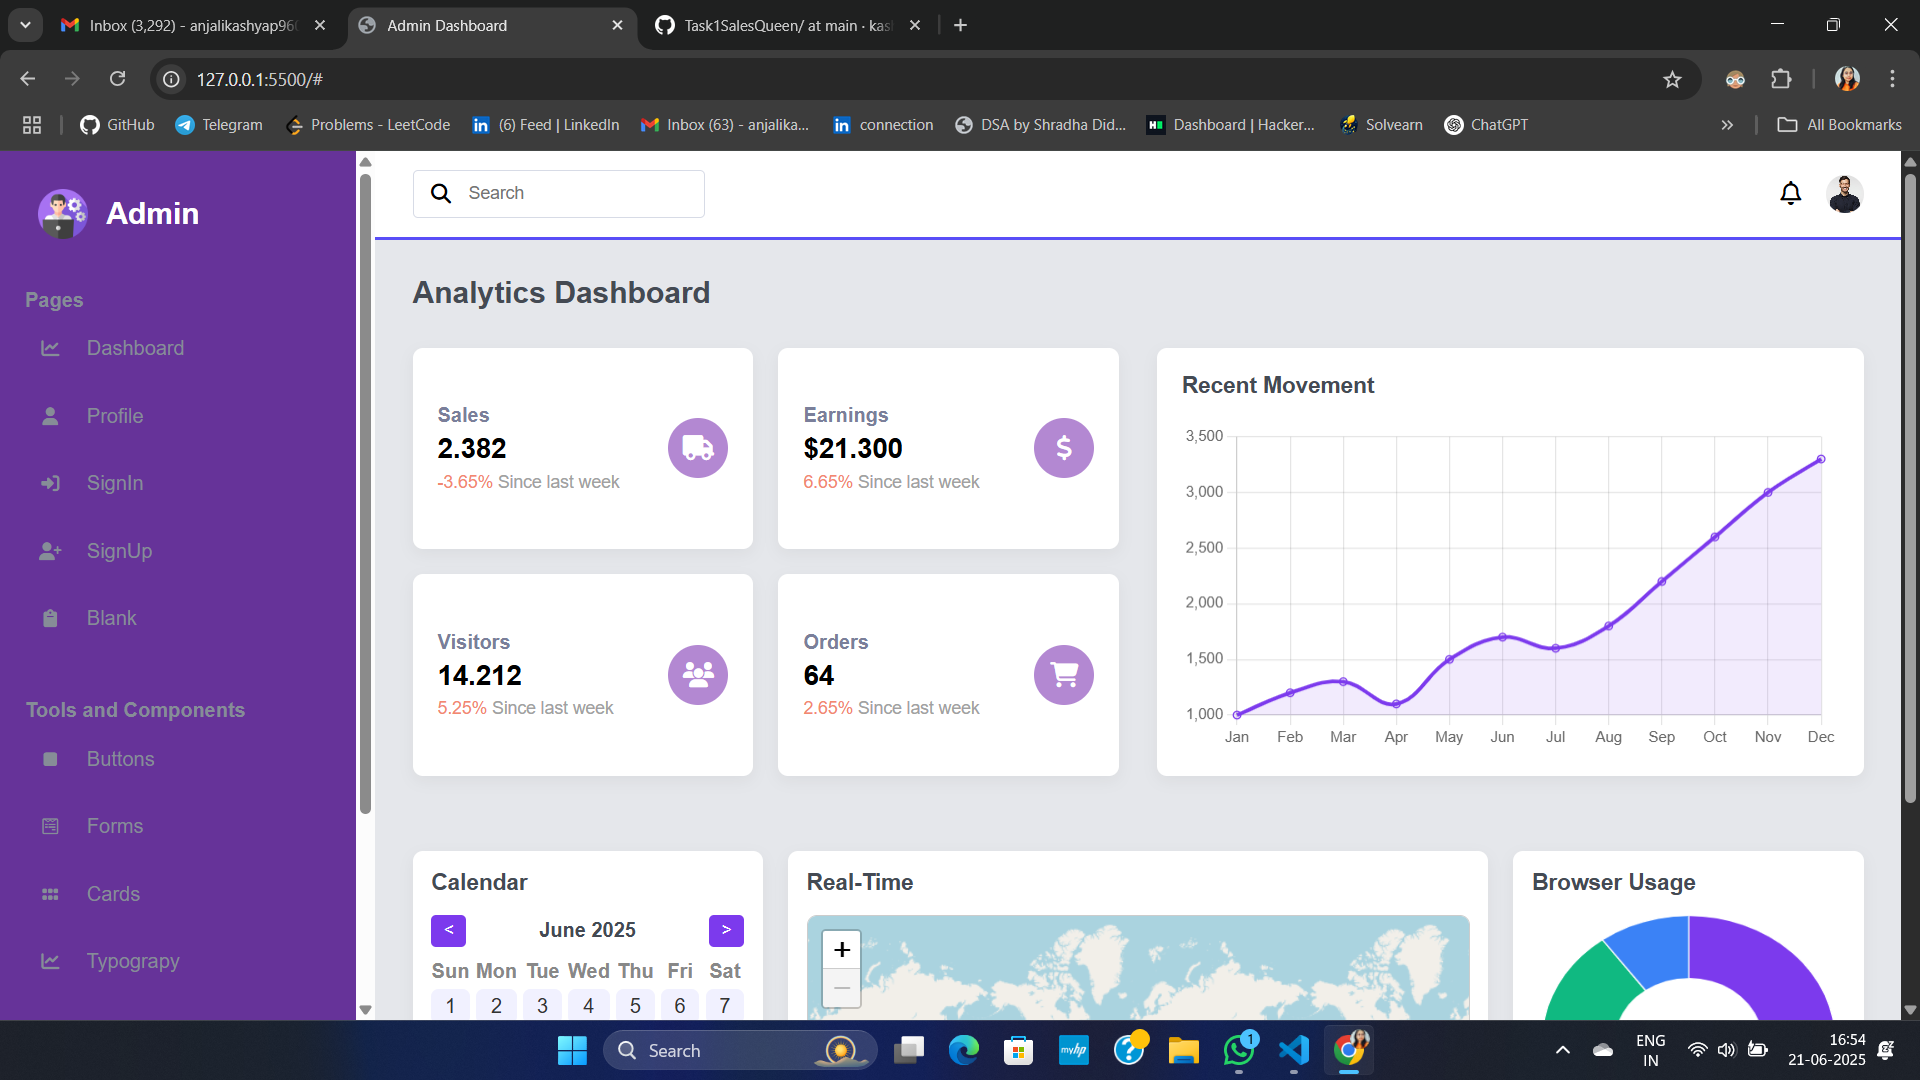 Inbox (3,292) - anjalikashyap960
Admin Dashboard
Task1SalesQueen/ at main · kas
127.0.0.1:5500/#
GitHub
Telegram
Problems - LeetCode
in (6) Feed | LinkedIn
Inbox (63) - anjalika...
in connection
DSA by Shradha Did...
Dashboard | Hacker...
Solvearn
ChatGPT
All Bookmarks
Admin
Pages
Dashboard
Profile
SignIn
SignUp
Blank
Tools and Components
Buttons
Forms
Cards
Typograpy
Search
Analytics Dashboard
Sales
2.382
-3.65% Since last week
Earnings
$21.300
6.65% Since last week
Visitors
14.212
5.25% Since last week
Orders
64
2.65% Since last week
Recent Movement
3,500
3,000
2,500
2,000
1,500
1,000
Jan Feb Mar Apr May Jun Jul Aug Sep Oct Nov Dec
Calendar
< June 2025 >
Sun Mon Tue Wed Thu Fri Sat
1 2 3 4 5 6 7
Real-Time
+
−
Browser Usage
Search
myhp
?
1
ENG
IN
16:54
21-06-2025